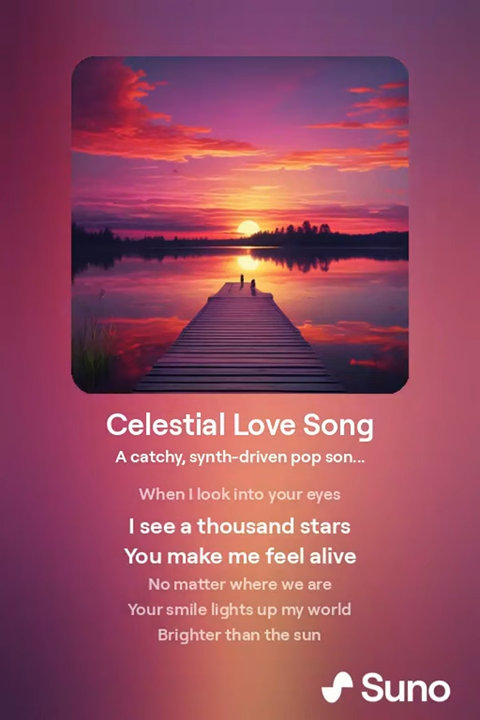 Celestial Love Song
A catchy, synth-driven pop son...
When I look into your eyes
I see a thousand stars
You make me feel alive
No matter where we are
Your smile lights up my world
Brighter than the sun
Suno